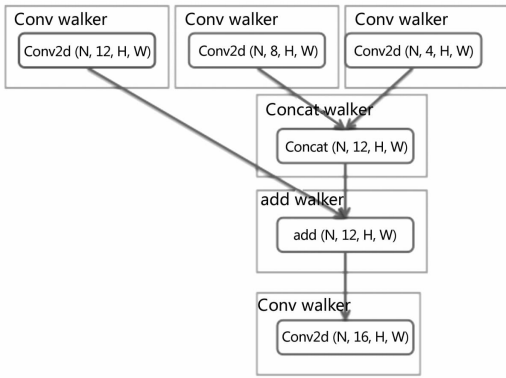 Conv walker
Conv walker
Conv walker
Conv2d (N, 12, H, W)
Conv2d (N, 8, H, W)
Conv2d (N, 4, H, W)
Concat walker
Concat (N, 12, H, W)
add walker
add (N, 12, H, W)
Conv walker
Conv2d (N, 16, H, W)